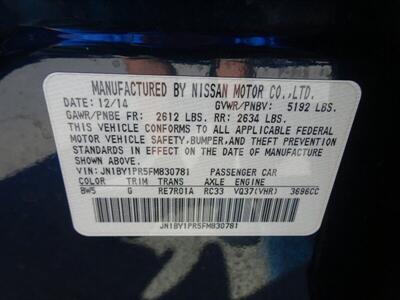 MANUFACTURED BY NISSAN MOTOR CO.,LTD.
DATE: 12/14 GVWR/PNBV: 5192 LBS.
GAWR/PNBE FR: 2612 LBS. RR: 2634 LBS.
THIS VEHICLE CONFORMS TO ALL APPLICABLE FEDERAL
MOTOR VEHICLE SAFETY, BUMPER, AND THEFT PREVENTION
STANDARDS IN EFFECT ON THE DATE OF MANUFACTURE
SHOWN ABOVE.
VIN: JN1BY1PR5FM830781 PASSENGER CAR
COLOR TRIM TRANS AXLE ENGINE
BW5 G RE7R01A RC33 VQ37(VHR) 3696CC
JN1BY1PR5FM830781